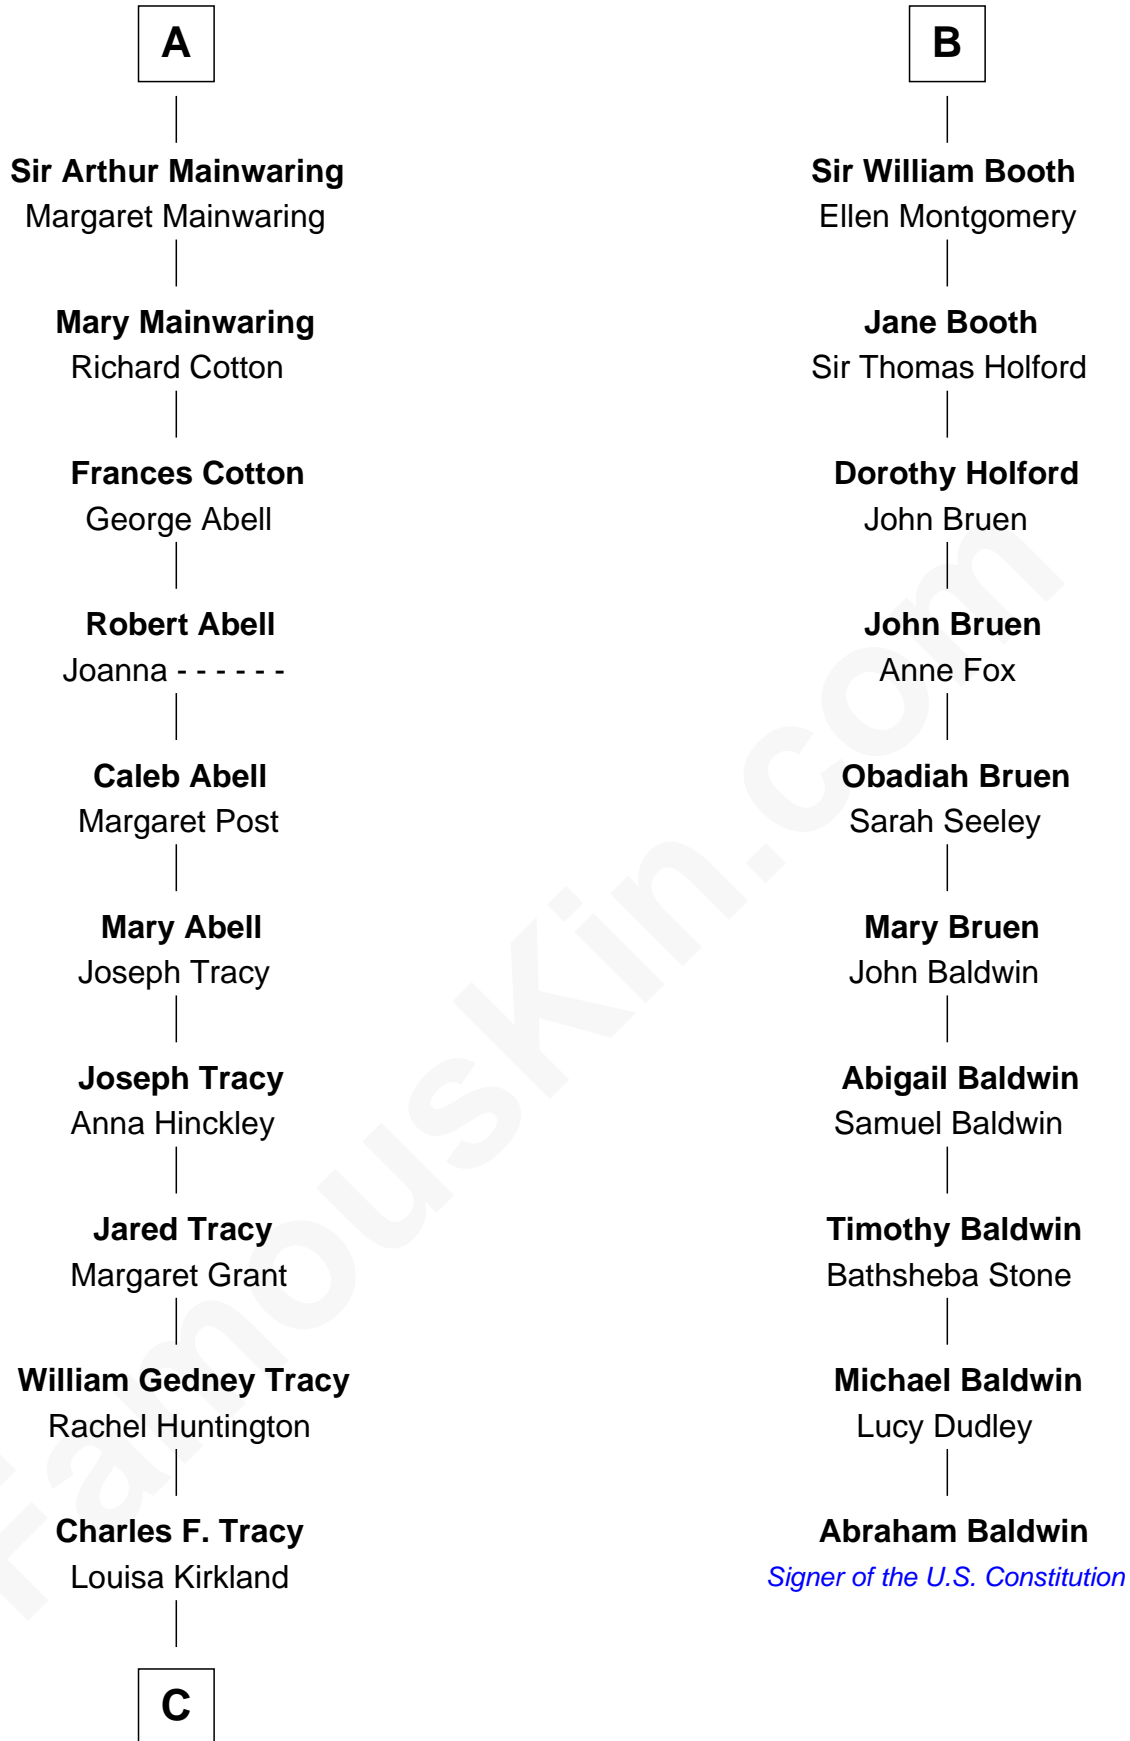 A
Sir Arthur Mainwaring
Margaret Mainwaring
Mary Mainwaring
Richard Cotton
Frances Cotton
George Abell
Robert Abell
Joanna - - - - - -
Caleb Abell
Margaret Post
Mary Abell
Joseph Tracy
Joseph Tracy
Anna Hinckley
Jared Tracy
Margaret Grant
William Gedney Tracy
Rachel Huntington
Charles F. Tracy
Louisa Kirkland
C
B
Sir William Booth
Ellen Montgomery
Jane Booth
Sir Thomas Holford
Dorothy Holford
John Bruen
John Bruen
Anne Fox
Obadiah Bruen
Sarah Seeley
Mary Bruen
John Baldwin
Abigail Baldwin
Samuel Baldwin
Timothy Baldwin
Bathsheba Stone
Michael Baldwin
Lucy Dudley
Abraham Baldwin
Signer of the U.S. Constitution
FamousKin.com